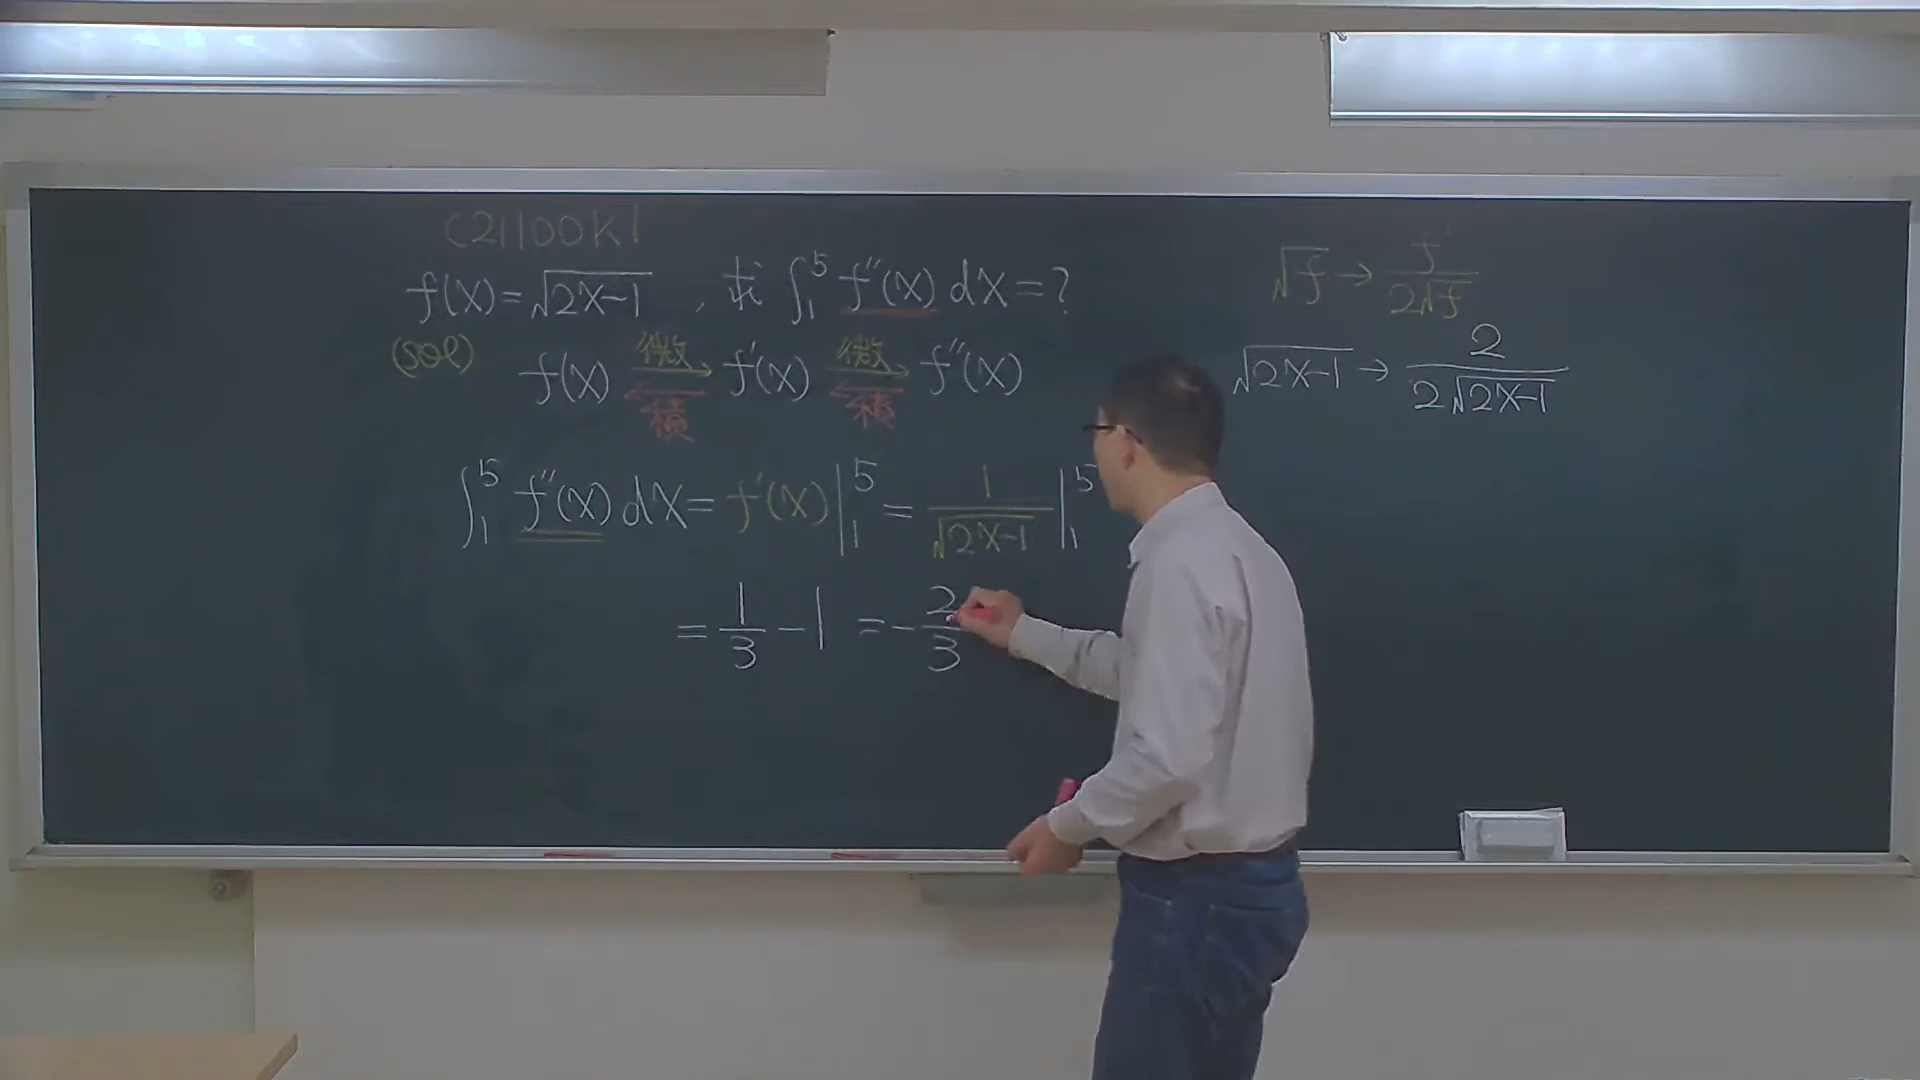 (21100K1
f(x)=√(2x-1) , 求 ∫₁⁵ f''(x) dx=?
(sol)
微 微
f(x) ⇄ f'(x) ⇄ f''(x)
積 積
∫₁⁵ f''(x) dx= f'(x)|₁⁵ = 1/√(2x-1) |₁⁵
= 1/3 - 1 = - 2/3
√f → f'/(2√f)
√(2x-1) → 2/(2√(2x-1))